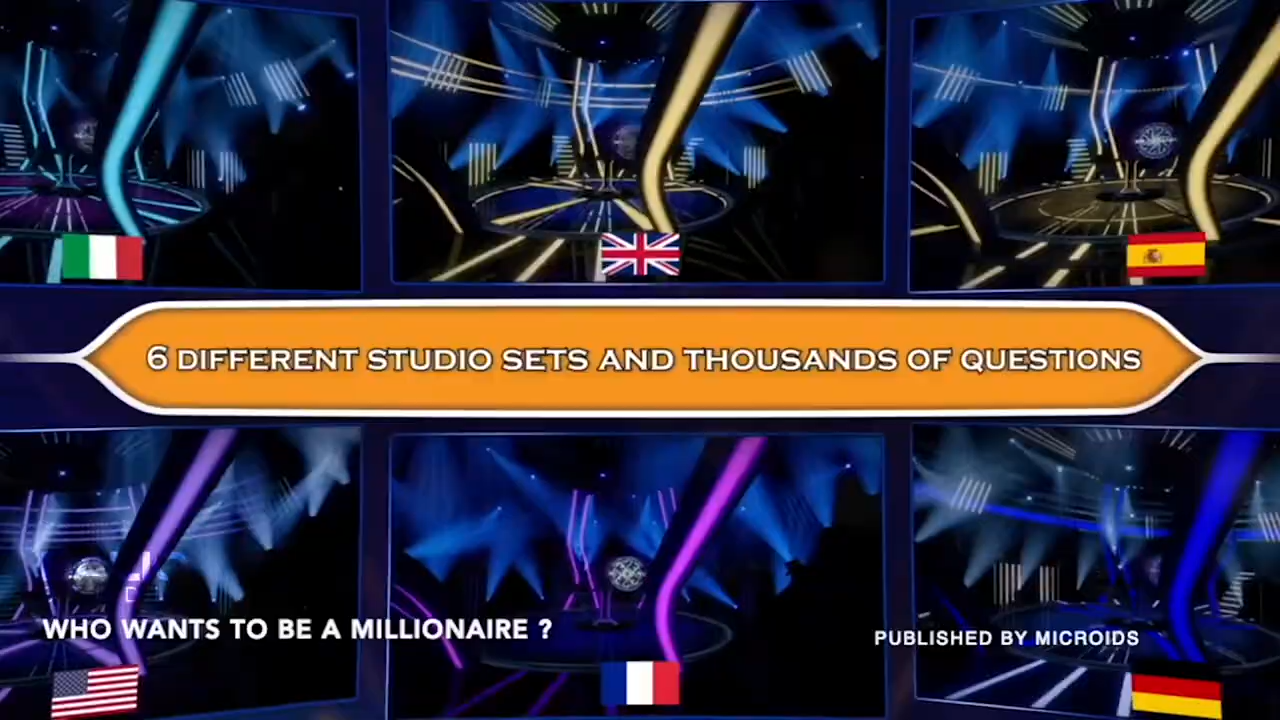 6 DIFFERENT STUDIO SETS AND THOUSANDS OF QUESTIONS
WHO WANTS TO BE A MILLIONAIRE ?
PUBLISHED BY MICROIDS